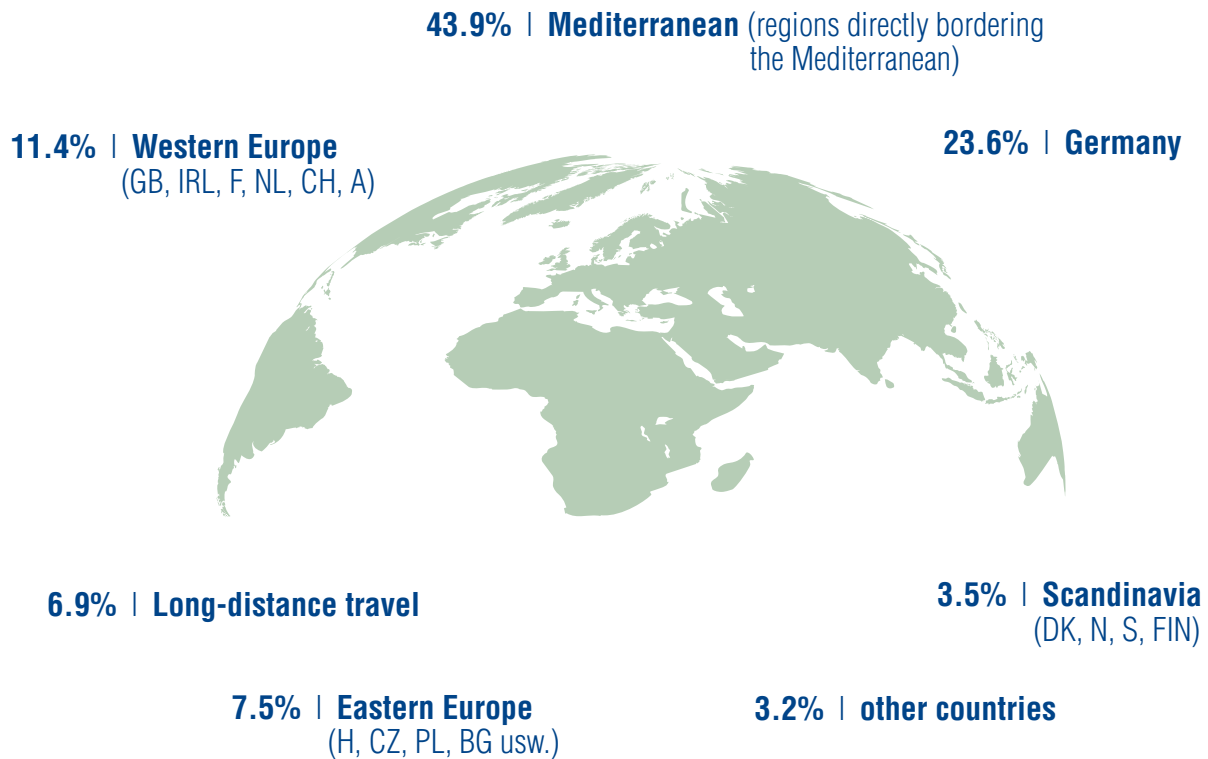 43.9% | Mediterranean (regions directly bordering
the Mediterranean)
11.4% | Western Europe
(GB, IRL, F, NL, CH, A)
23.6% | Germany
6.9% | Long-distance travel
3.5% | Scandinavia
(DK, N, S, FIN)
7.5% | Eastern Europe
(H, CZ, PL, BG usw.)
3.2% | other countries